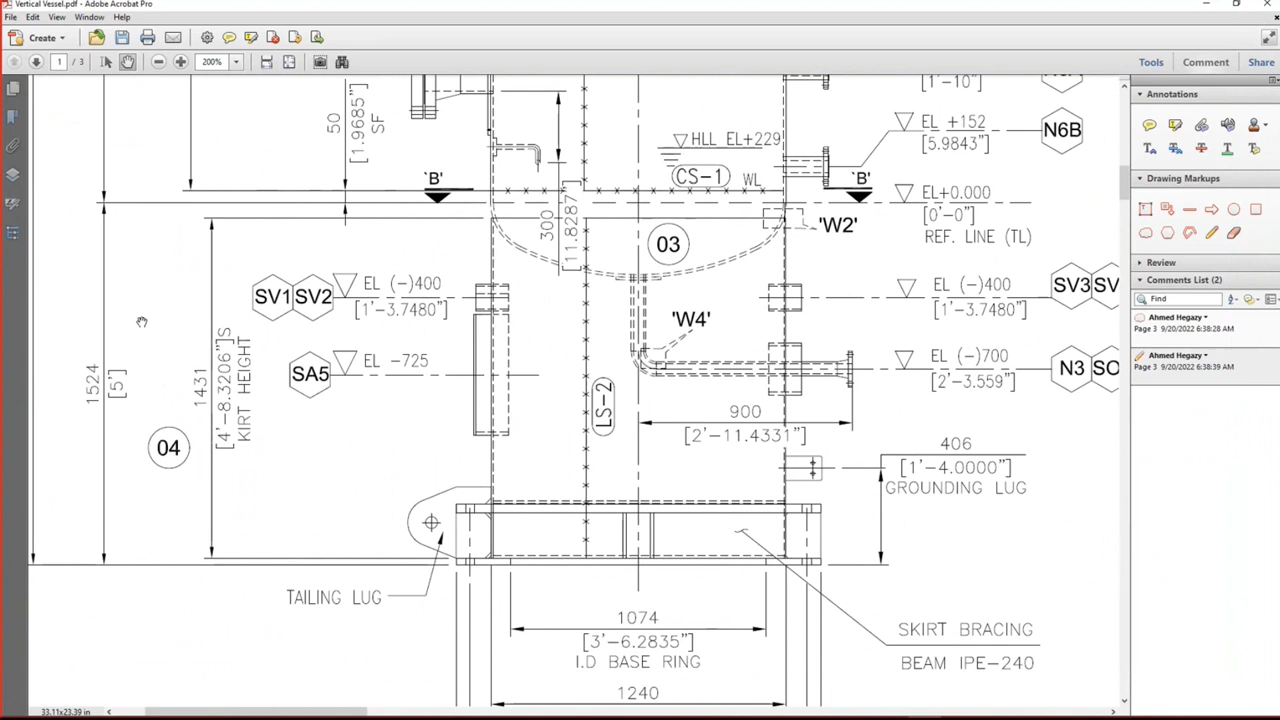 Vertical Vessel.pdf - Adobe Acrobat Pro
File Edit View Window Help
Create
1 / 3 200% Tools Comment Share
Annotations
Drawing Markups
Review
Comments List (2)
Find
Ahmed Hegazy
Page 3 9/20/2022 6:38:28 AM
Ahmed Hegazy
Page 3 9/20/2022 6:38:39 AM
50
[1.9685"]
SF
[1'-10"]
EL +152
[5.9843"]
N6B
HLL EL+229
CS-1 WL
'B'
'B'
EL+0.000
[0'-0"]
REF. LINE (TL)
'W2'
300
[11.8287"]
03
SV1 SV2
EL (-)400
[1'-3.7480"]
EL (-)400
[1'-3.7480"]
SV3 SV
SA5
EL -725
'W4'
EL (-)700
[2'-3.559"]
N3 SO
1524
[5']
1431
[4'-8.3206"]S
KIRT HEIGHT
LS-2
900
[2'-11.4331"]
04
406
[1'-4.0000"]
GROUNDING LUG
TAILING LUG
1074
[3'-6.2835"]
I.D BASE RING
SKIRT BRACING
BEAM IPE-240
1240
33.11x23.39 in